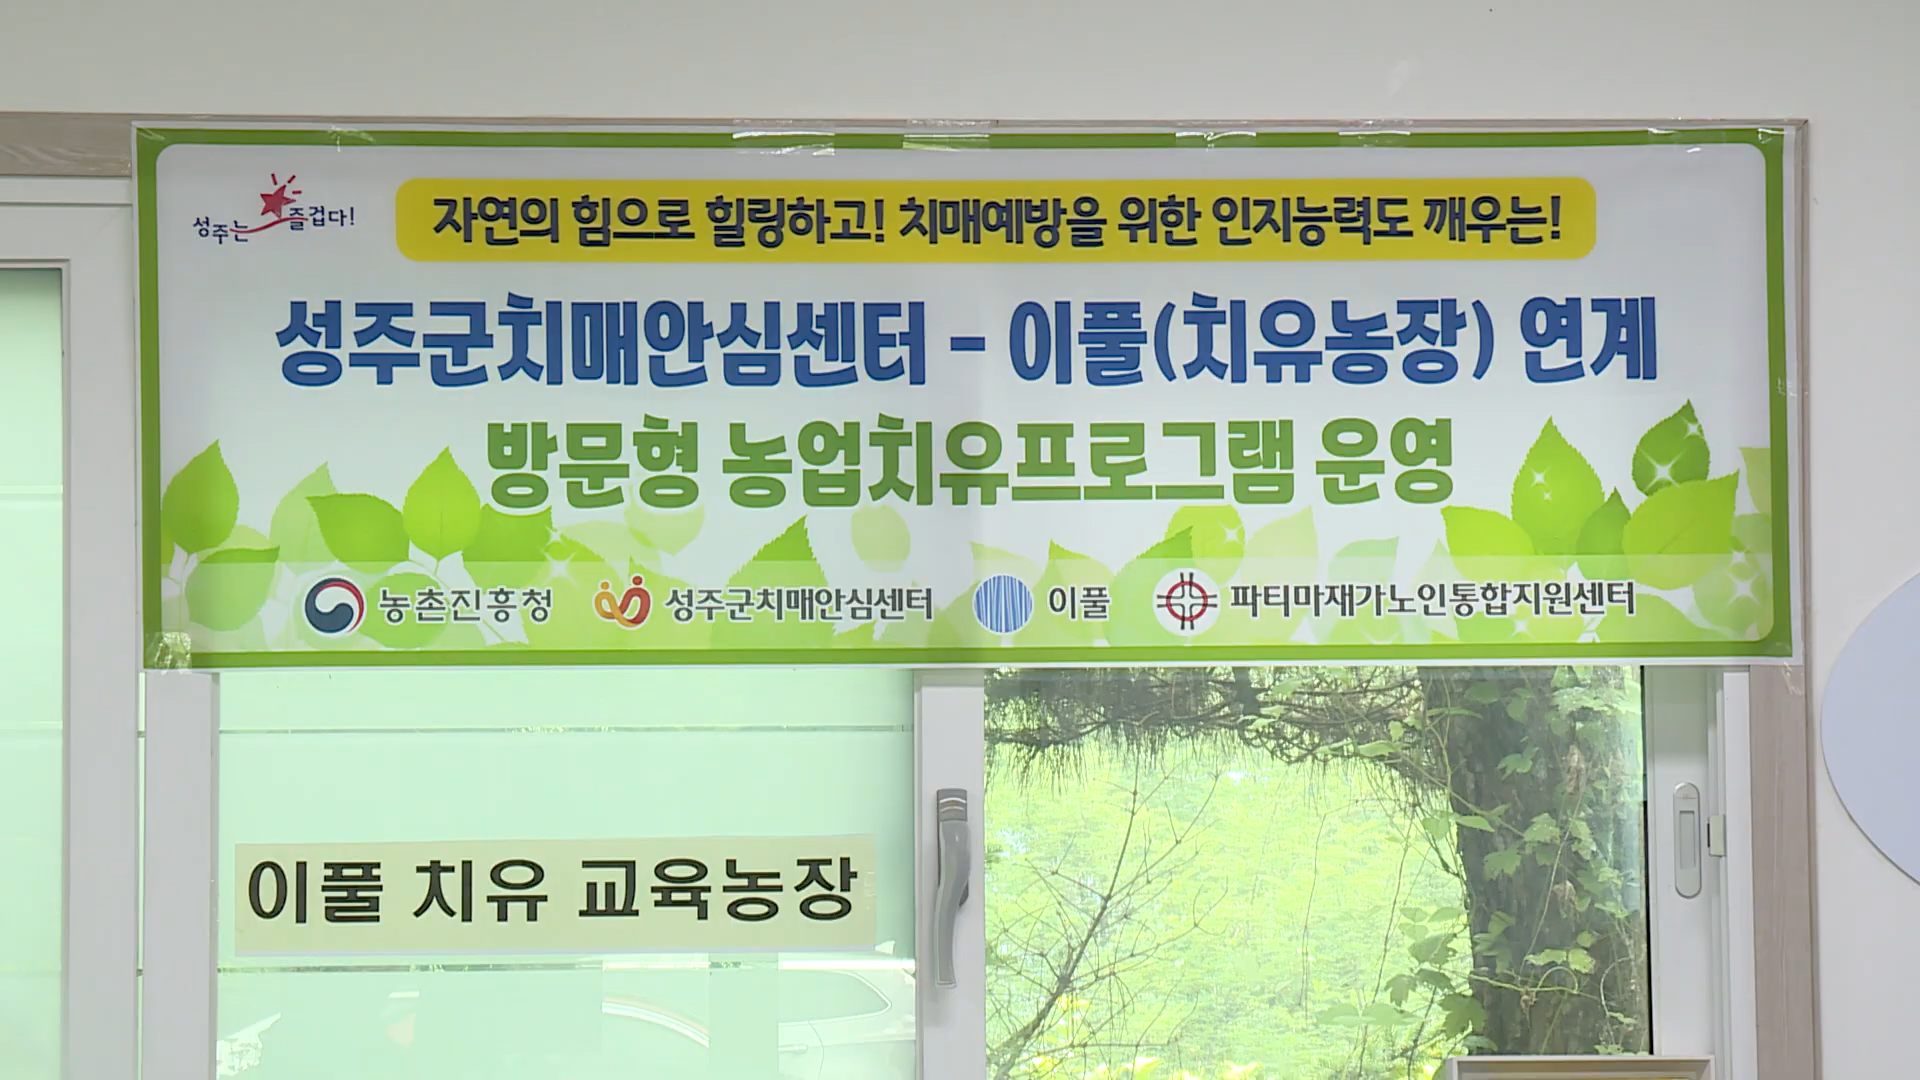 성주는 즐겁다!
자연의 힘으로 힐링하고! 치매예방을 위한 인지능력도 깨우는!
성주군치매안심센터 - 이풀(치유농장) 연계
방문형 농업치유프로그램 운영
농촌진흥청 성주군치매안심센터 이풀 파티마재가노인통합지원센터
이풀 치유 교육농장